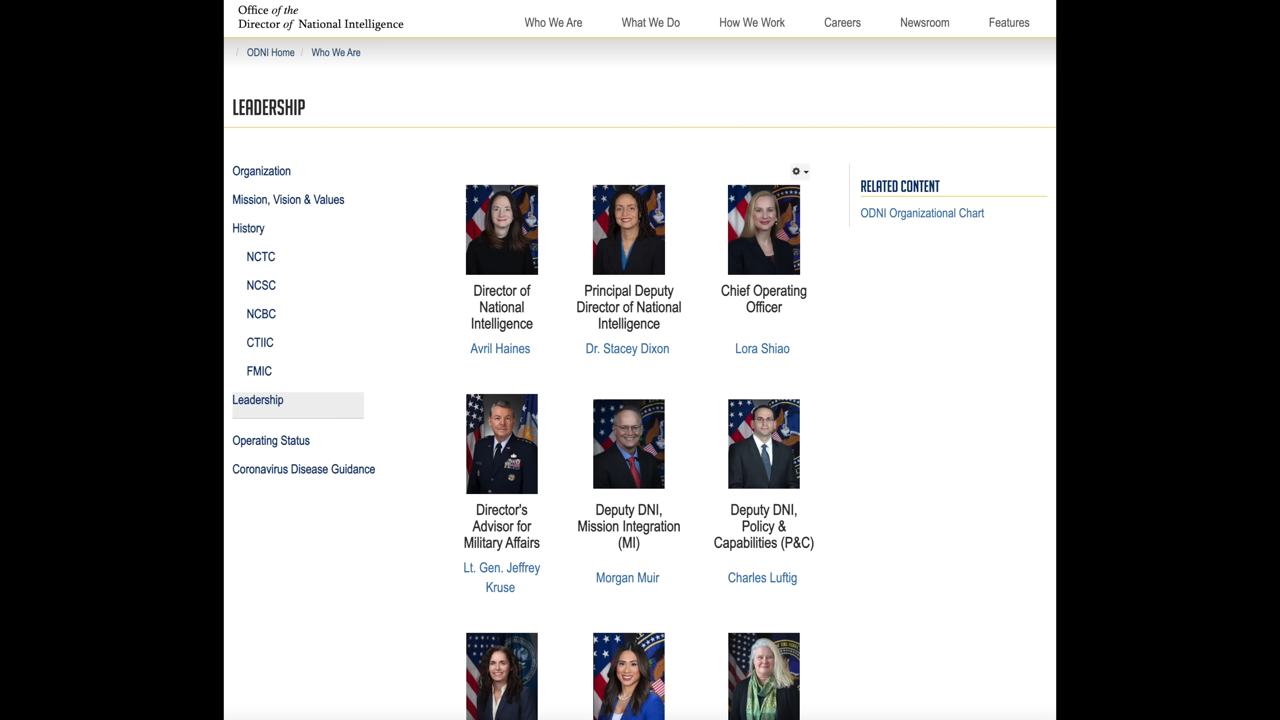 Office of the
Director of National Intelligence
Who We Are
What We Do
How We Work
Careers
Newsroom
Features
/ ODNI Home / Who We Are
LEADERSHIP
Organization
Mission, Vision & Values
History
NCTC
NCSC
NCBC
CTIIC
FMIC
Leadership
Operating Status
Coronavirus Disease Guidance
Director of
National
Intelligence
Avril Haines
Principal Deputy
Director of National
Intelligence
Dr. Stacey Dixon
Chief Operating
Officer
Lora Shiao
Director's
Advisor for
Military Affairs
Lt. Gen. Jeffrey
Kruse
Deputy DNI,
Mission Integration
(MI)
Morgan Muir
Deputy DNI,
Policy &
Capabilities (P&C)
Charles Luftig
RELATED CONTENT
ODNI Organizational Chart